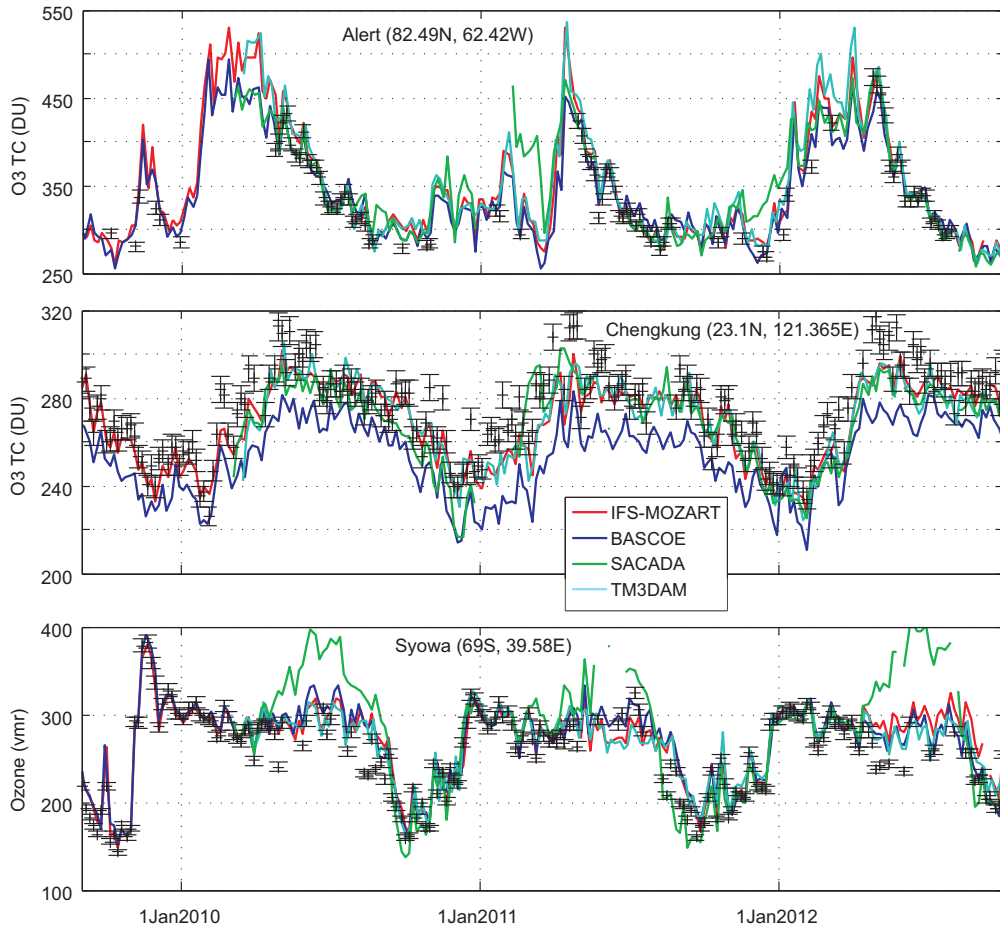 550
450
350
250
O3 TC (DU)
Alert (82.49N, 62.42W)
320
280
240
200
O3 TC (DU)
Chengkung (23.1N, 121.365E)
IFS-MOZART
BASCOE
SACADA
TM3DAM
400
300
200
100
Ozone (vmr)
Syowa (69S, 39.58E)
1Jan2010
1Jan2011
1Jan2012